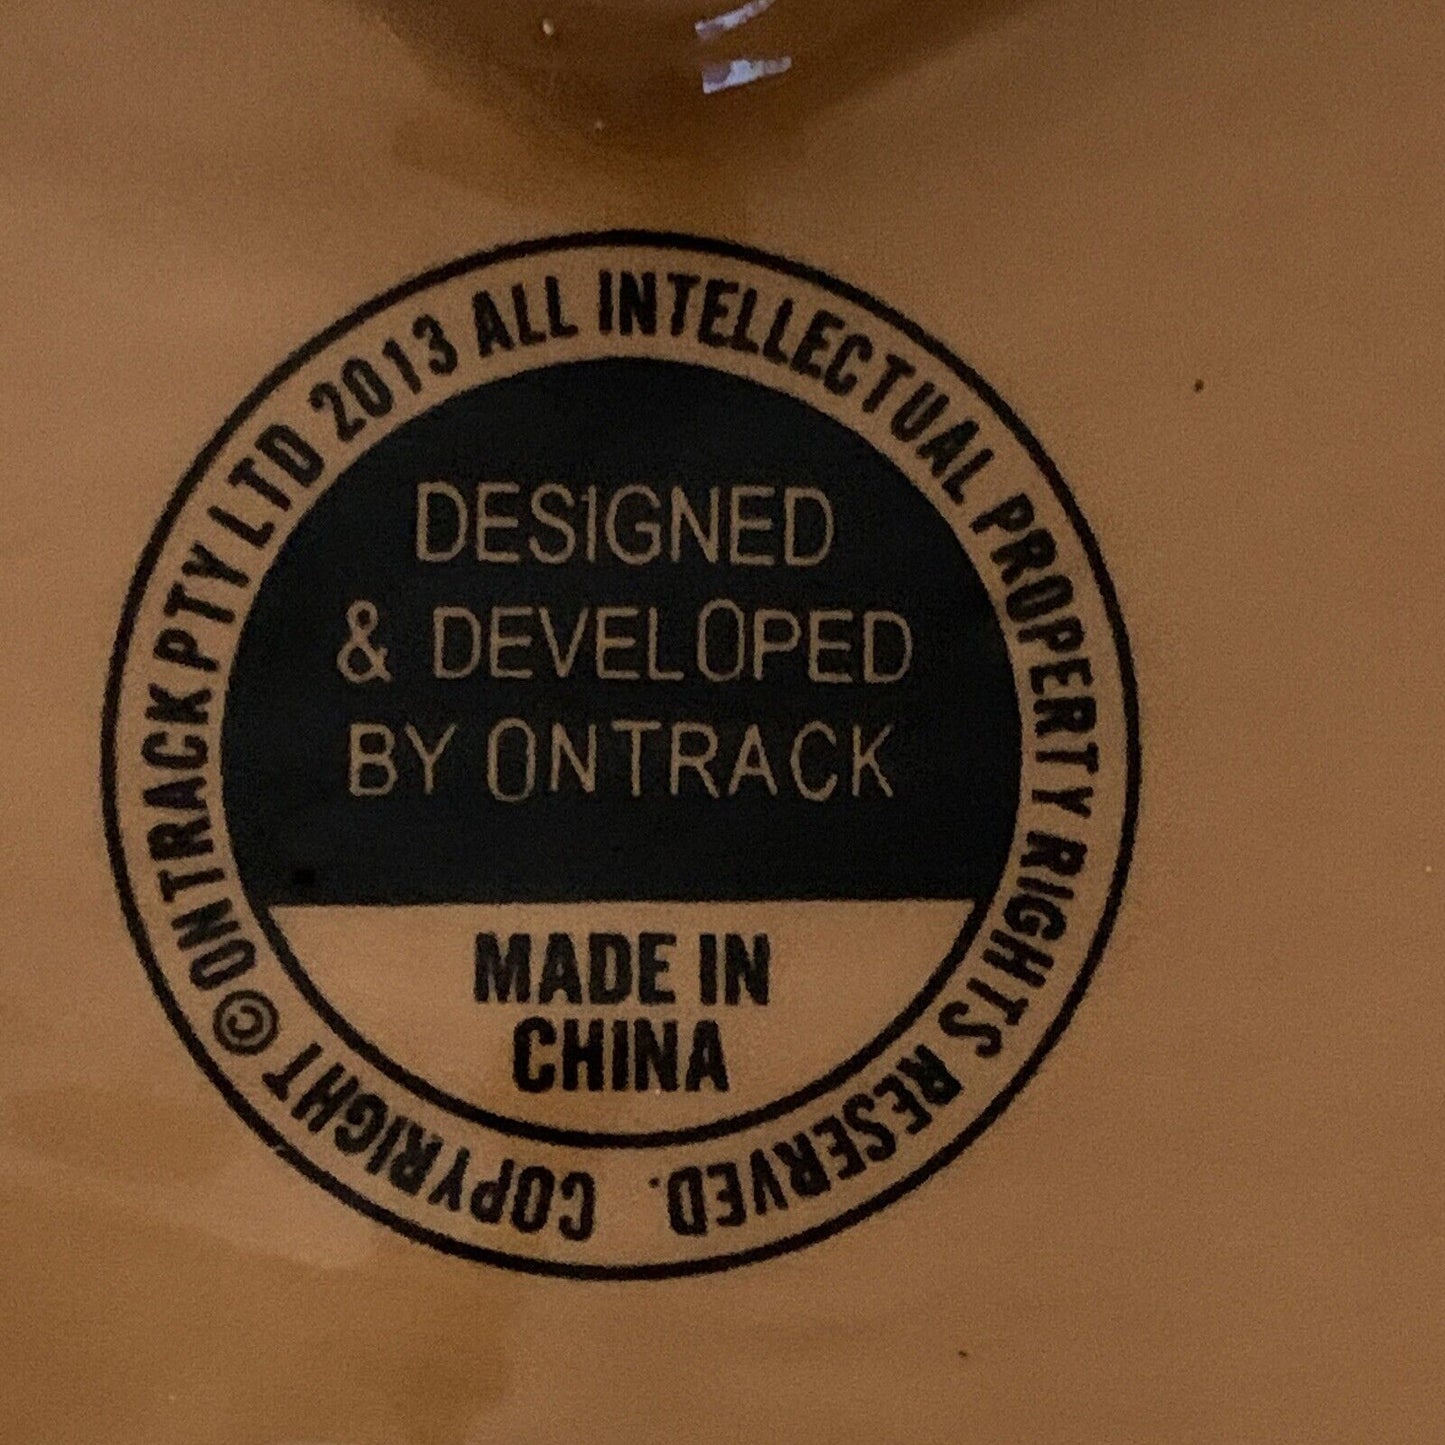 COPYRIGHT © ONTRACK PTY LTD 2013 ALL INTELLECTUAL PROPERTY RIGHTS RESERVED.
DESIGNED
& DEVELOPED
BY ONTRACK
MADE IN
CHINA